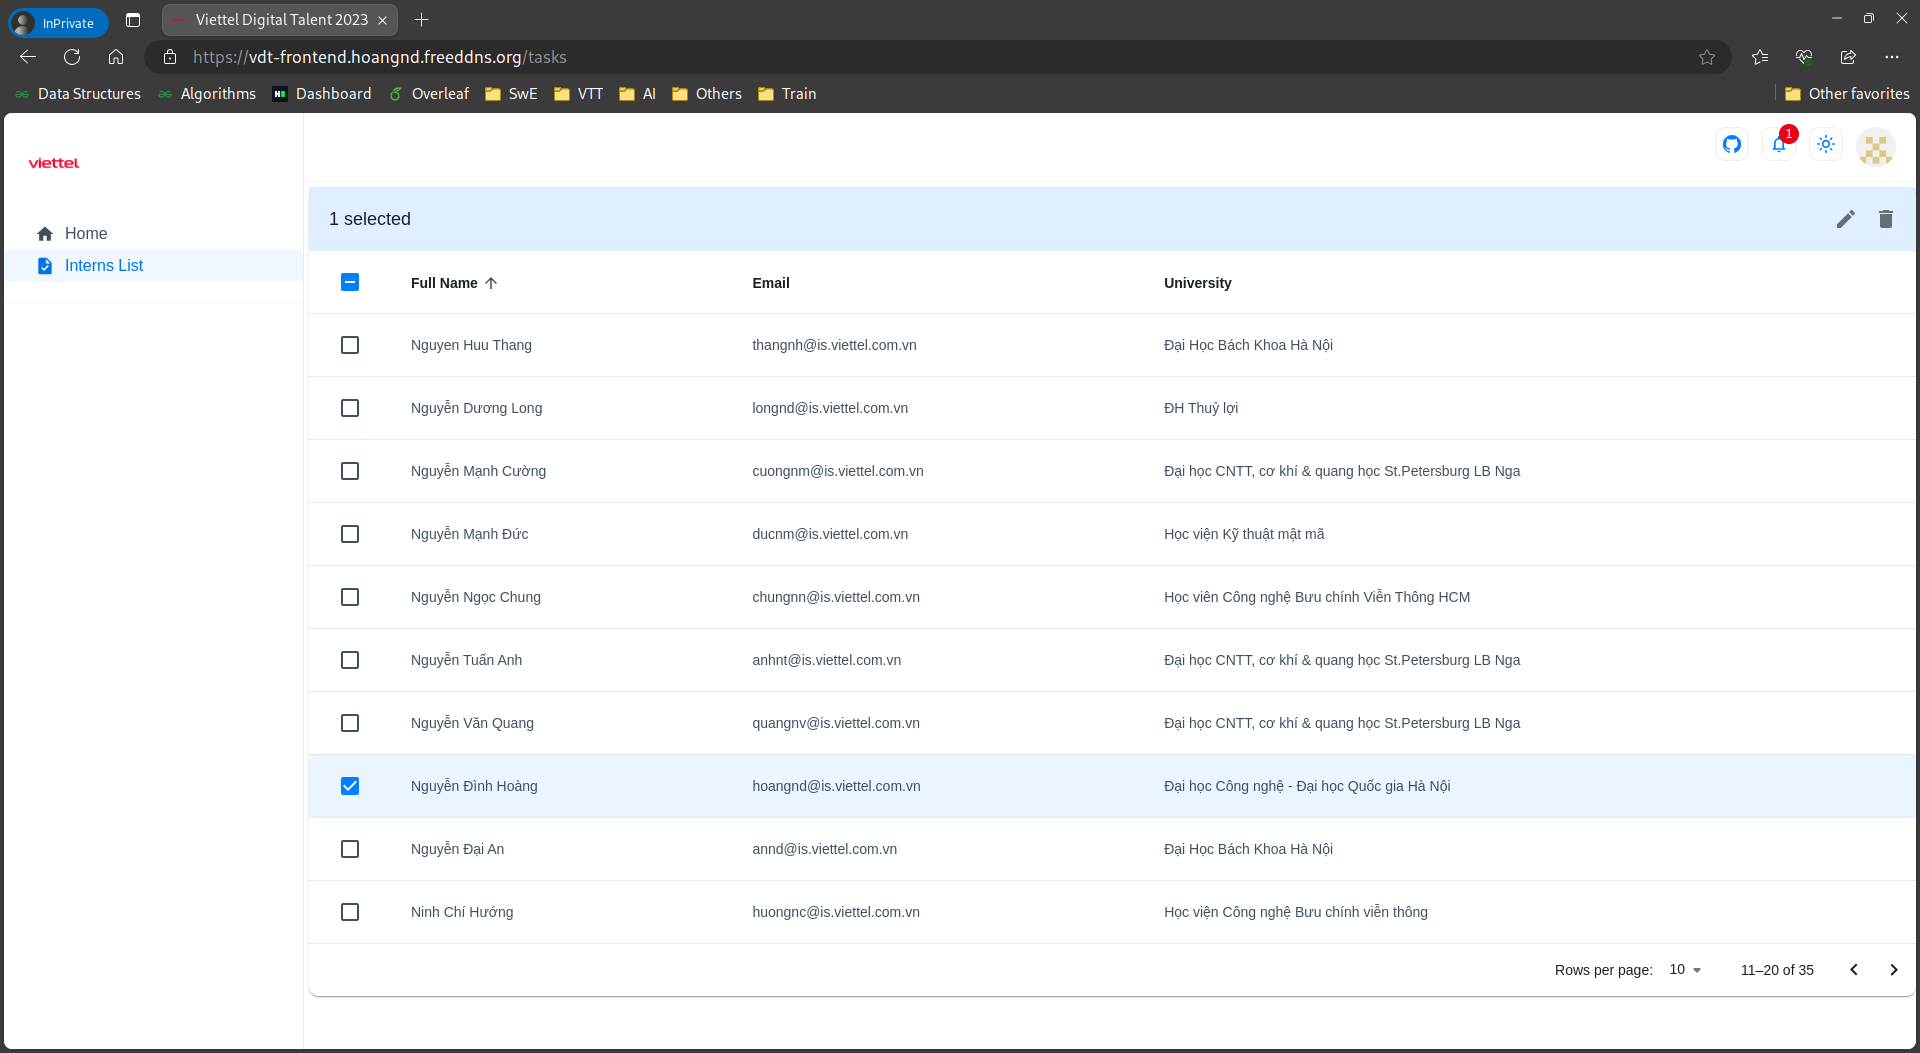 InPrivate
Viettel Digital Talent 2023
https://vdt-frontend.hoangnd.freeddns.org/tasks
Data Structures Algorithms Dashboard Overleaf SwE VTT AI Others Train Other favorites
viettel
1
Home
Interns List
1 selected
Full Name Email University
Nguyen Huu Thang thangnh@is.viettel.com.vn Đại Học Bách Khoa Hà Nội
Nguyễn Dương Long longnd@is.viettel.com.vn ĐH Thuỷ lợi
Nguyễn Mạnh Cường cuongnm@is.viettel.com.vn Đại học CNTT, cơ khí & quang học St.Petersburg LB Nga
Nguyễn Mạnh Đức ducnm@is.viettel.com.vn Học viện Kỹ thuật mật mã
Nguyễn Ngọc Chung chungnn@is.viettel.com.vn Học viên Công nghệ Bưu chính Viễn Thông HCM
Nguyễn Tuấn Anh anhnt@is.viettel.com.vn Đại học CNTT, cơ khí & quang học St.Petersburg LB Nga
Nguyễn Văn Quang quangnv@is.viettel.com.vn Đại học CNTT, cơ khí & quang học St.Petersburg LB Nga
Nguyễn Đình Hoàng hoangnd@is.viettel.com.vn Đại học Công nghệ - Đại học Quốc gia Hà Nội
Nguyễn Đại An annd@is.viettel.com.vn Đại Học Bách Khoa Hà Nội
Ninh Chí Hướng huongnc@is.viettel.com.vn Học viện Công nghệ Bưu chính viễn thông
Rows per page: 10 11–20 of 35